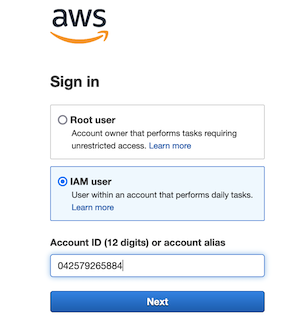 aws
Sign in
Root user
Account owner that performs tasks requiring
unrestricted access. Learn more
IAM user
User within an account that performs daily tasks.
Learn more
Account ID (12 digits) or account alias
042579265884
Next